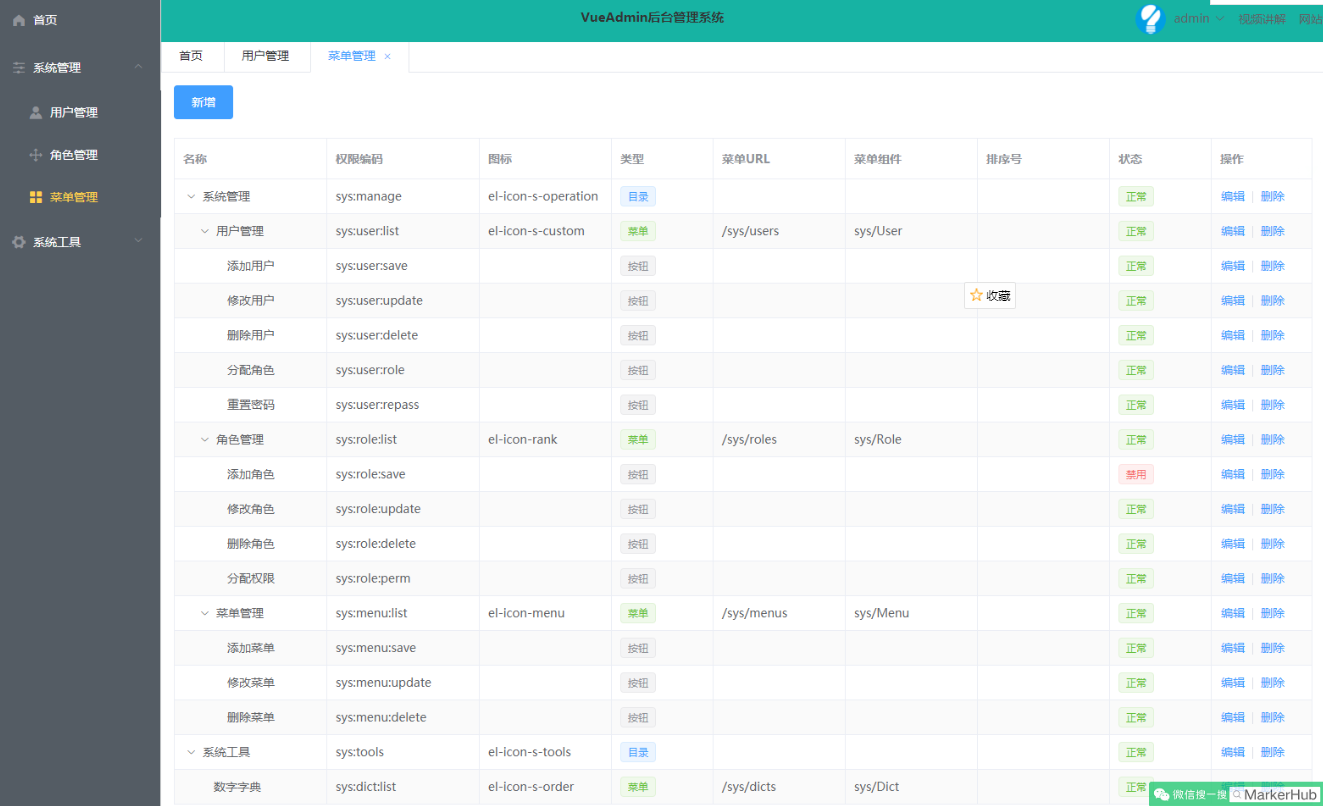 首页
系统管理
用户管理
角色管理
菜单管理
系统工具
VueAdmin后台管理系统
admin 视频讲解 网站
首页 用户管理 菜单管理 ×
新增
名称 权限编码 图标 类型 菜单URL 菜单组件 排序号 状态 操作
系统管理 sys:manage el-icon-s-operation 目录 正常 编辑 删除
用户管理 sys:user:list el-icon-s-custom 菜单 /sys/users sys/User 正常 编辑 删除
添加用户 sys:user:save 按钮 正常 编辑 删除
修改用户 sys:user:update 按钮 正常 编辑 删除
收藏
删除用户 sys:user:delete 按钮 正常 编辑 删除
分配角色 sys:user:role 按钮 正常 编辑 删除
重置密码 sys:user:repass 按钮 正常 编辑 删除
角色管理 sys:role:list el-icon-rank 菜单 /sys/roles sys/Role 正常 编辑 删除
添加角色 sys:role:save 按钮 禁用 编辑 删除
修改角色 sys:role:update 按钮 正常 编辑 删除
删除角色 sys:role:delete 按钮 正常 编辑 删除
分配权限 sys:role:perm 按钮 正常 编辑 删除
菜单管理 sys:menu:list el-icon-menu 菜单 /sys/menus sys/Menu 正常 编辑 删除
添加菜单 sys:menu:save 按钮 正常 编辑 删除
修改菜单 sys:menu:update 按钮 正常 编辑 删除
删除菜单 sys:menu:delete 按钮 正常 编辑 删除
系统工具 sys:tools el-icon-s-tools 目录 正常 编辑 删除
数字字典 sys:dict:list el-icon-s-order 菜单 /sys/dicts sys/Dict 正常
微信搜一搜 MarkerHub